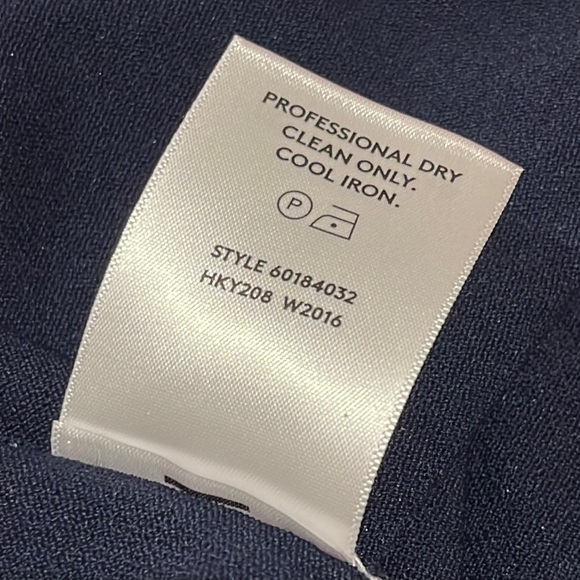 PROFESSIONAL DRY
CLEAN ONLY.
COOL IRON.
P
STYLE 60184032
HKY208 W2016